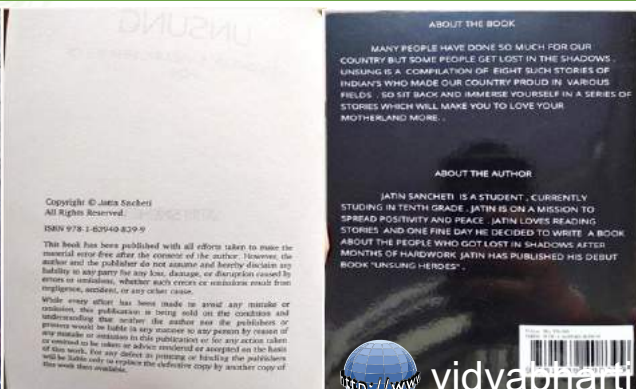 UNSUNG
Copyright © Jatin Sancheti
All Rights Reserved.
ISBN 978-1-63940-839-9
This book has been published with all efforts taken to make the
material error-free after the consent of the author. However, the
author and the publisher do not assume and hereby disclaim any
liability to any party for any loss, damage, or disruption caused by
errors or omissions, whether such errors or omissions result from
negligence, accident, or any other cause.
While every effort has been made to avoid any mistake or
omission, this publication is being sold on the condition and
understanding that neither the author nor the publishers or
printers would be liable in any manner to any person by reason of
any mistake or omission in this publication or for any action taken
or omitted to be taken or advice rendered or accepted on the basis
of this work. For any defect in printing or binding the publishers
will be liable only to replace the defective copy by another copy of
this work then available.
ABOUT THE BOOK
MANY PEOPLE HAVE DONE SO MUCH FOR OUR
COUNTRY BUT SOME PEOPLE GET LOST IN THE SHADOWS .
UNSUNG IS A COMPILATION OF EIGHT SUCH STORIES OF
INDIAN'S WHO MADE OUR COUNTRY PROUD IN VARIOUS
FIELDS . SO SIT BACK AND IMMERSE YOURSELF IN A SERIES OF
STORIES WHICH WILL MAKE YOU TO LOVE YOUR
MOTHERLAND MORE. .
ABOUT THE AUTHOR
JATIN SANCHETI IS A STUDENT , CURRENTLY
STUDING IN TENTH GRADE . JATIN IS ON A MISSION TO
SPREAD POSITIVITY AND PEACE . JATIN LOVES READING
STORIES AND ONE FINE DAY HE DECIDED TO WRITE A BOOK
ABOUT THE PEOPLE WHO GOT LOST IN SHADOWS AFTER
MONTHS OF HARDWORK JATIN HAS PUBLISHED HIS DEBUT
BOOK "UNSUNG HEROES" .
http://www